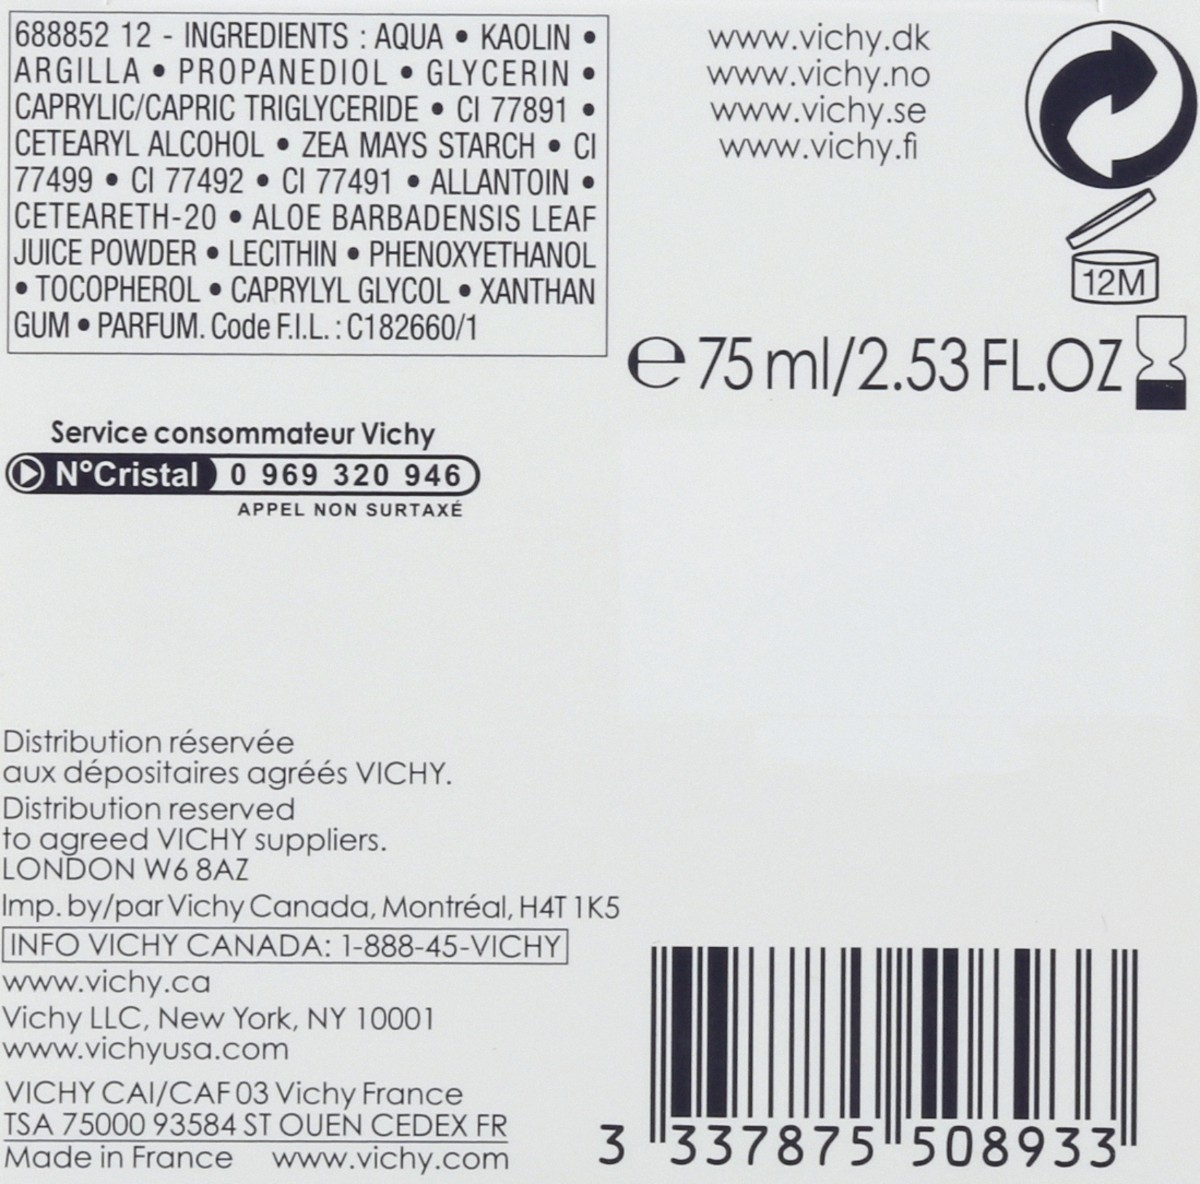 688852 12 - INGREDIENTS : AQUA • KAOLIN •
ARGILLA • PROPANEDIOL • GLYCERIN •
CAPRYLIC/CAPRIC TRIGLYCERIDE • CI 77891 •
CETEARYL ALCOHOL • ZEA MAYS STARCH • CI
77499 • CI 77492 • CI 77491 • ALLANTOIN •
CETEARETH-20 • ALOE BARBADENSIS LEAF
JUICE POWDER • LECITHIN • PHENOXYETHANOL
• TOCOPHEROL • CAPRYLYL GLYCOL • XANTHAN
GUM • PARFUM. Code F.I.L. : C182660/1
www.vichy.dk
www.vichy.no
www.vichy.se
www.vichy.fi
12M
e 75 ml/2.53 FL.OZ
Service consommateur Vichy
N°Cristal 0 969 320 946
APPEL NON SURTAXÉ
Distribution réservée
aux dépositaires agréés VICHY.
Distribution reserved
to agreed VICHY suppliers.
LONDON W6 8AZ
Imp. by/par Vichy Canada, Montréal, H4T 1K5
INFO VICHY CANADA: 1-888-45-VICHY
www.vichy.ca
Vichy LLC, New York, NY 10001
www.vichyusa.com
VICHY CAI/CAF 03 Vichy France
TSA 75000 93584 ST OUEN CEDEX FR
Made in France www.vichy.com
3 337875 508933